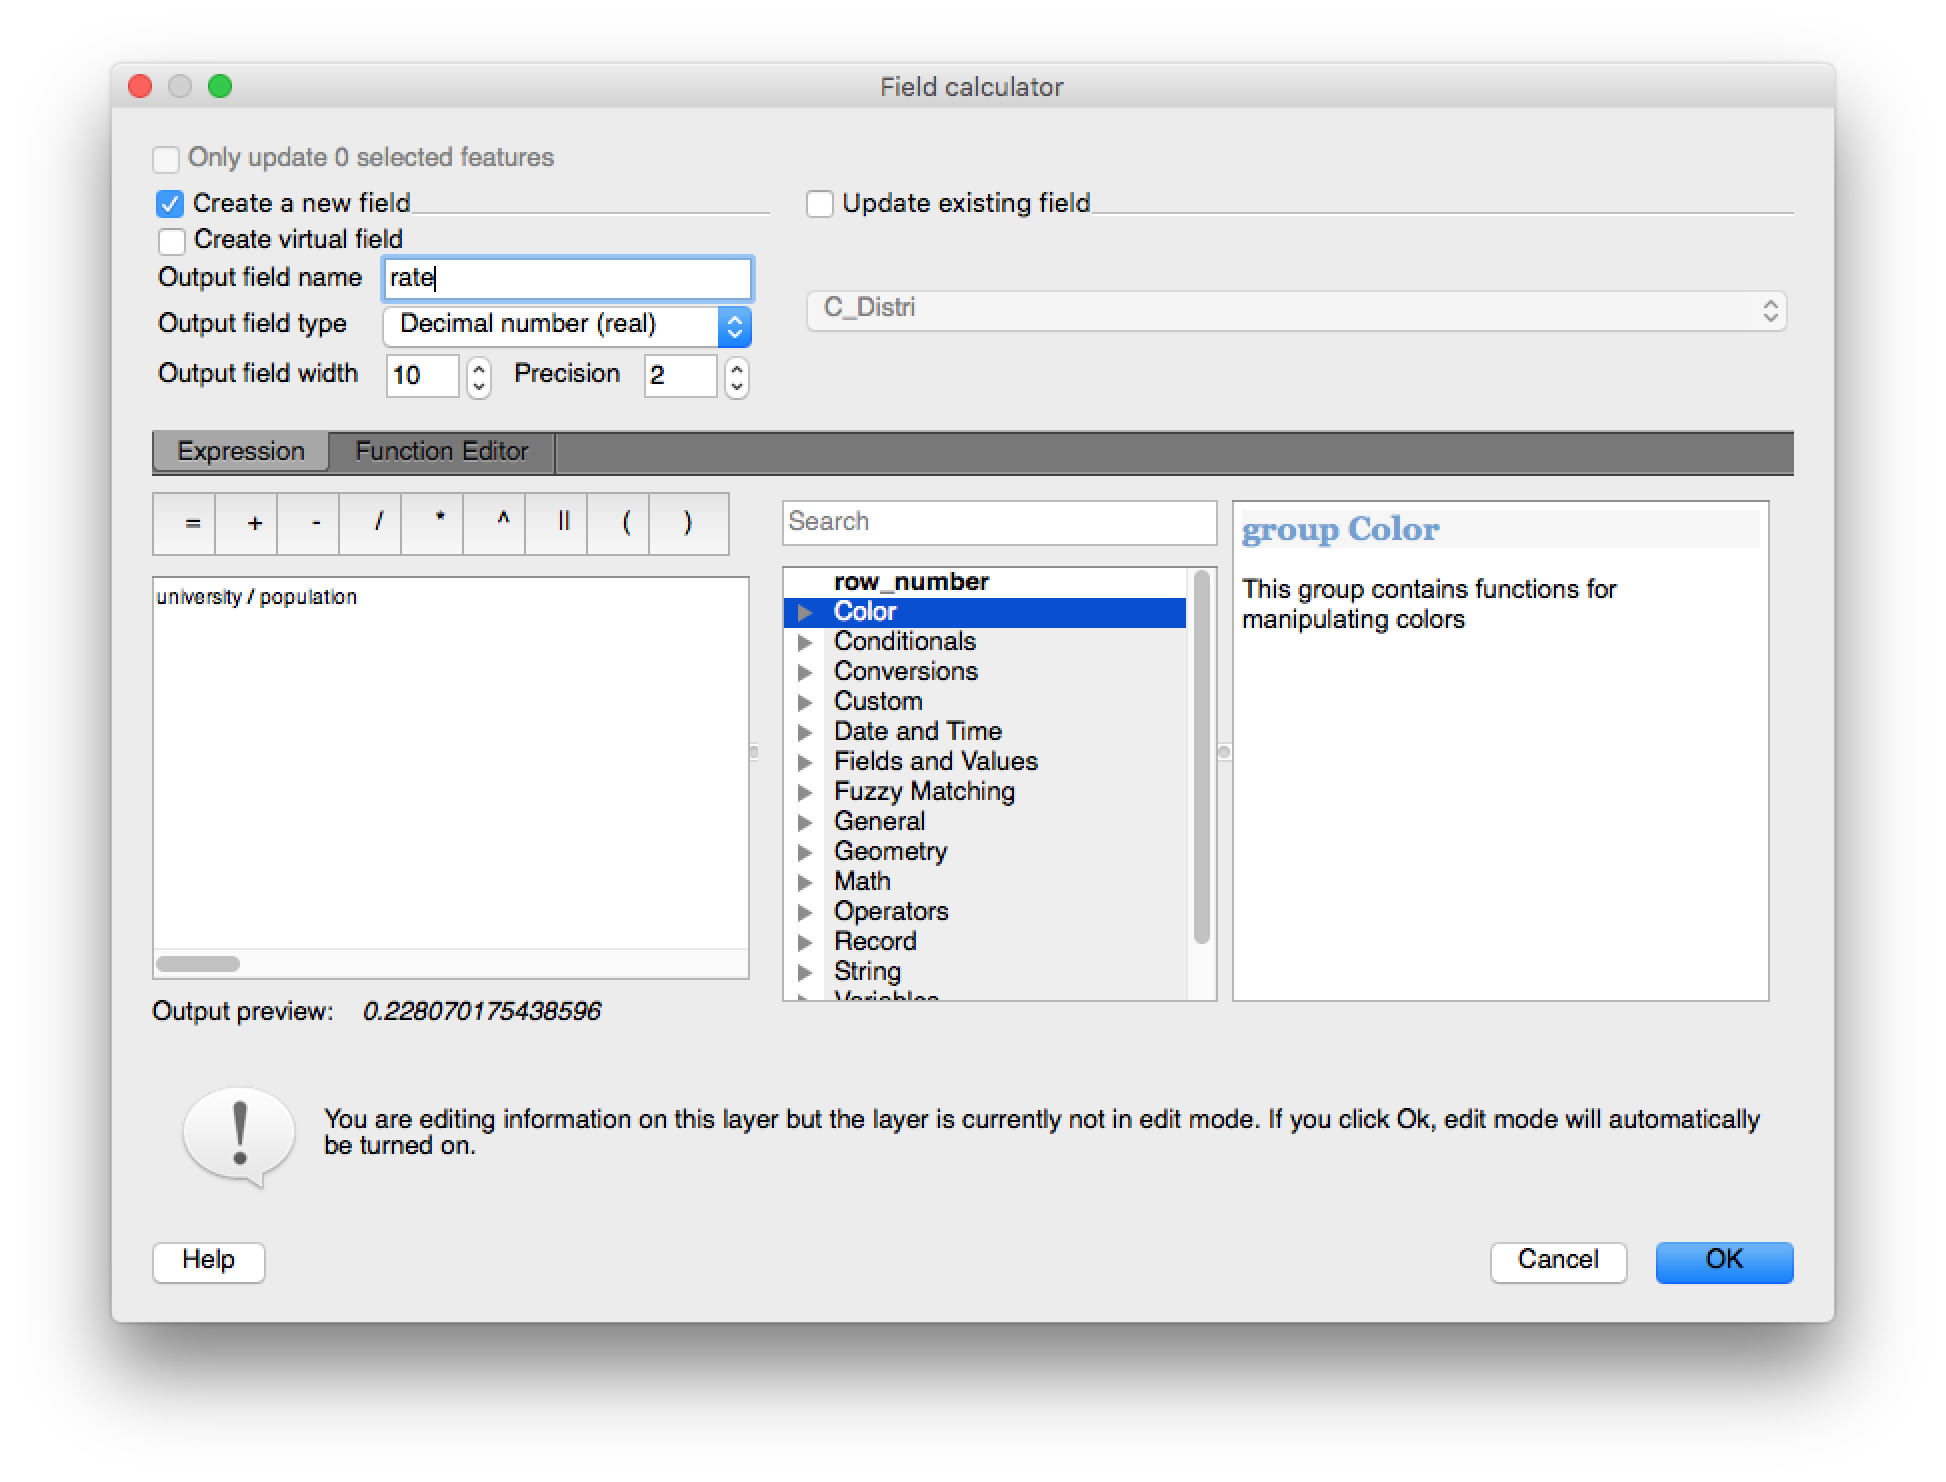 Field calculator
Only update 0 selected features
Create a new field
Update existing field
Create virtual field
Output field name rate
C_Distri
Output field type Decimal number (real)
Output field width 10 Precision 2
Expression Function Editor
= + - / * ^ || ( )
Search
group Color
university / population
row_number
Color
Conditionals
Conversions
Custom
Date and Time
Fields and Values
Fuzzy Matching
General
Geometry
Math
Operators
Record
String
Variables
This group contains functions for
manipulating colors
Output preview: 0.228070175438596
You are editing information on this layer but the layer is currently not in edit mode. If you click Ok, edit mode will automatically
be turned on.
Help Cancel OK